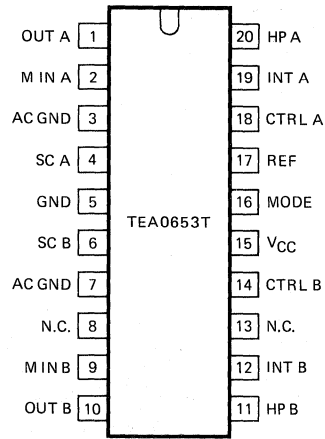 OUT A 1 20 HP A
M IN A 2 19 INT A
AC GND 3 18 CTRL A
SC A 4 17 REF
GND 5 16 MODE
TEA0653T
SC B 6 15 VCC
AC GND 7 14 CTRL B
N.C. 8 13 N.C.
M IN B 9 12 INT B
OUT B 10 11 HP B